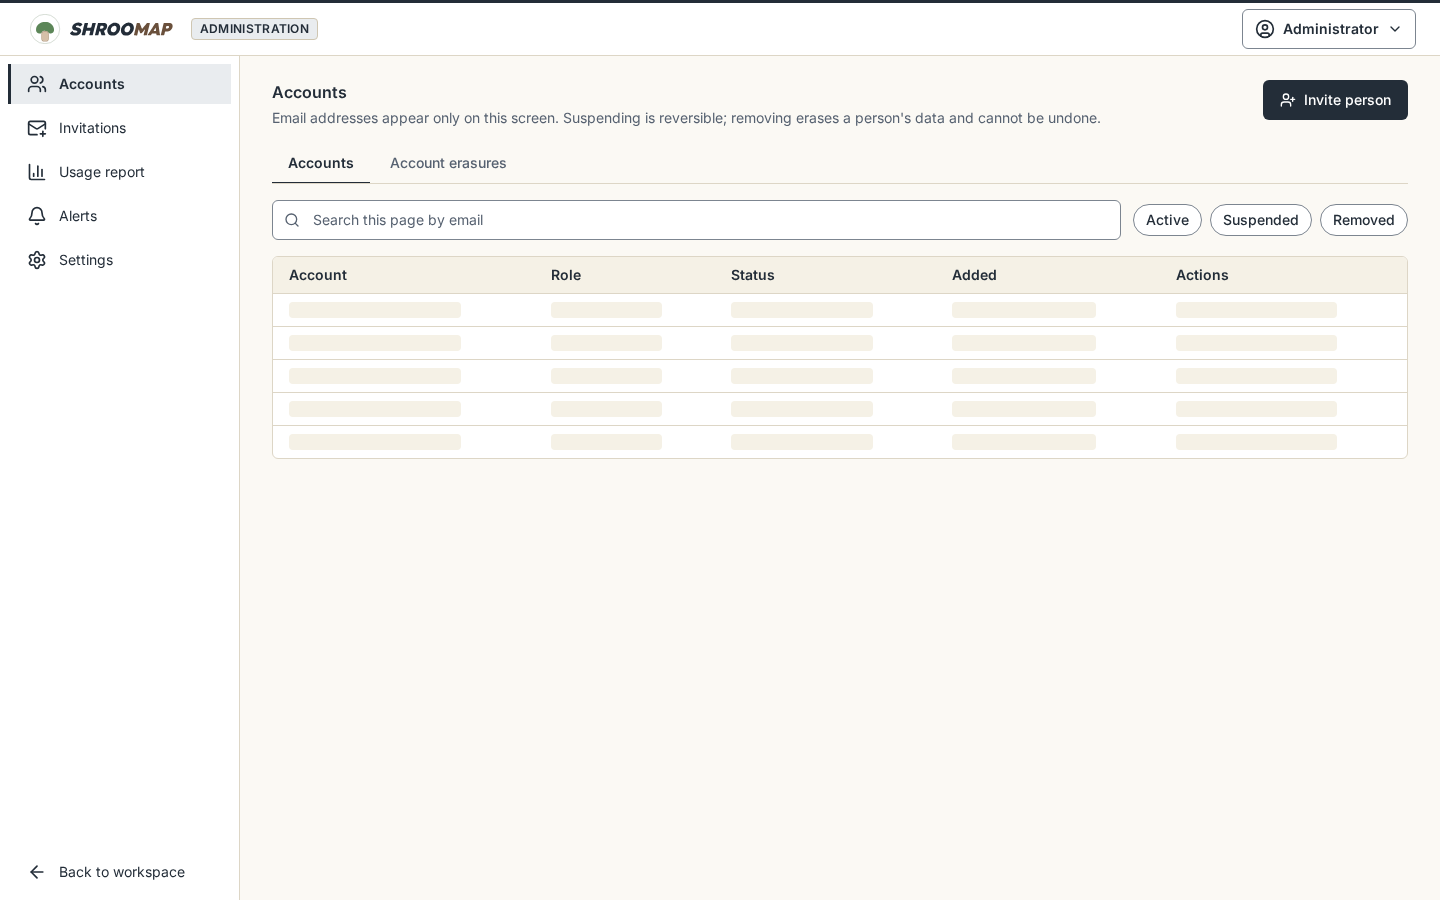 SHROOMAP
ADMINISTRATION
Administrator
Accounts
Invitations
Usage report
Alerts
Settings
Back to workspace
Accounts
Email addresses appear only on this screen. Suspending is reversible; removing erases a person's data and cannot be undone.
Invite person
Accounts
Account erasures
Search this page by email
Active
Suspended
Removed
Account
Role
Status
Added
Actions